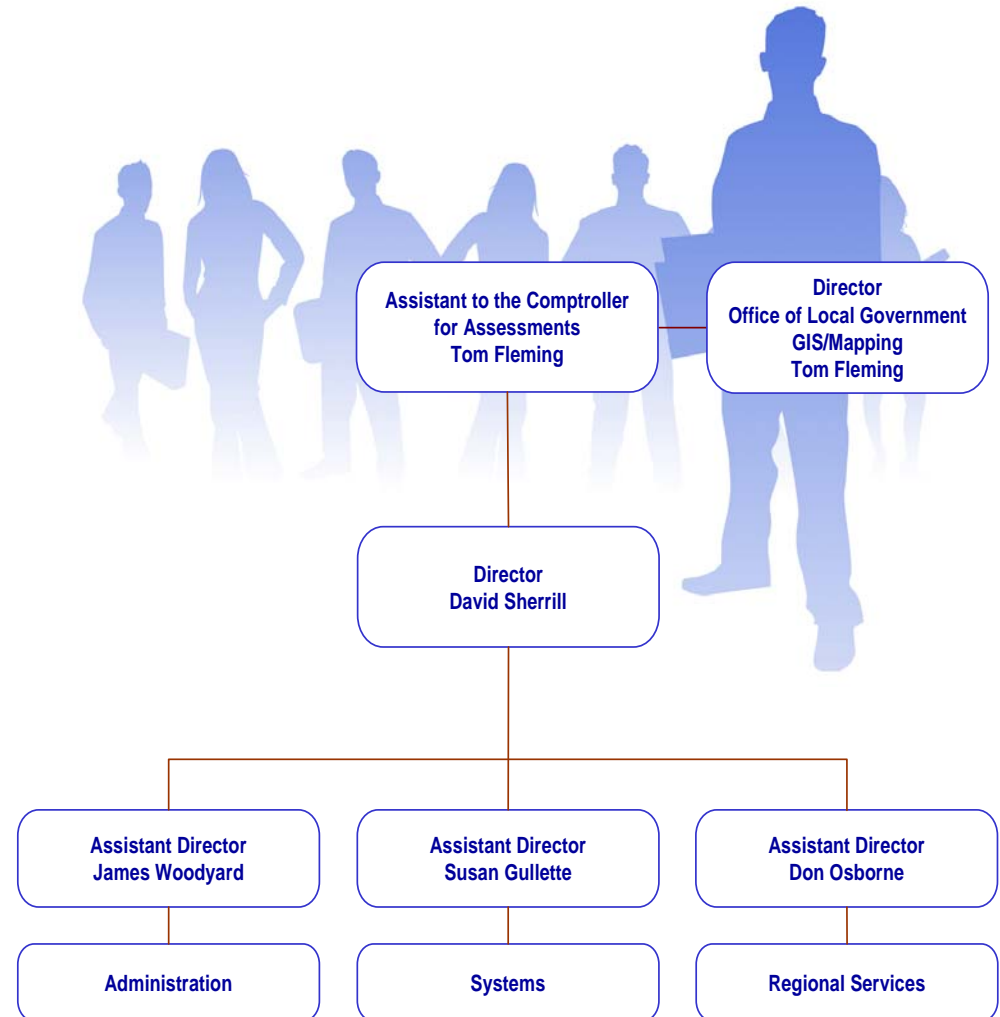 Assistant to the Comptroller
for Assessments
Tom Fleming
Director
Office of Local Government
GIS/Mapping
Tom Fleming
Director
David Sherrill
Assistant Director
James Woodyard
Assistant Director
Susan Gullette
Assistant Director
Don Osborne
Administration
Systems
Regional Services